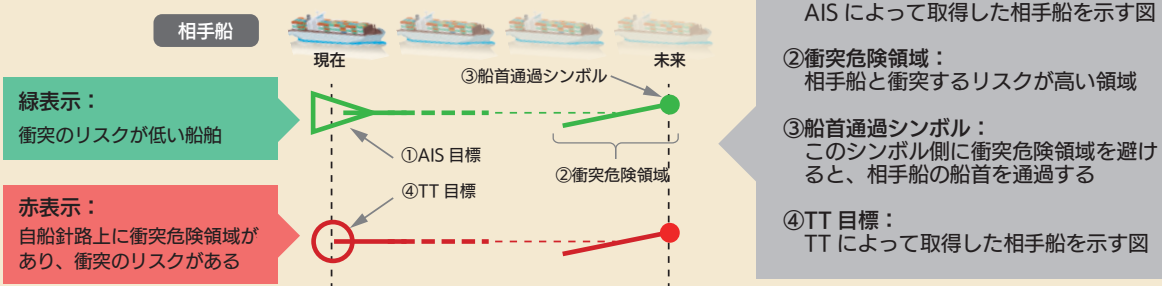 相手船
現在
未来
③船首通過シンボル
緑表示：
衝突のリスクが低い船舶
①AIS 目標
②衝突危険領域
④TT 目標
赤表示：
自船針路上に衝突危険領域が
あり、衝突のリスクがある
AIS によって取得した相手船を示す図
②衝突危険領域：
相手船と衝突するリスクが高い領域
③船首通過シンボル：
このシンボル側に衝突危険領域を避け
ると、相手船の船首を通過する
④TT 目標：
TT によって取得した相手船を示す図